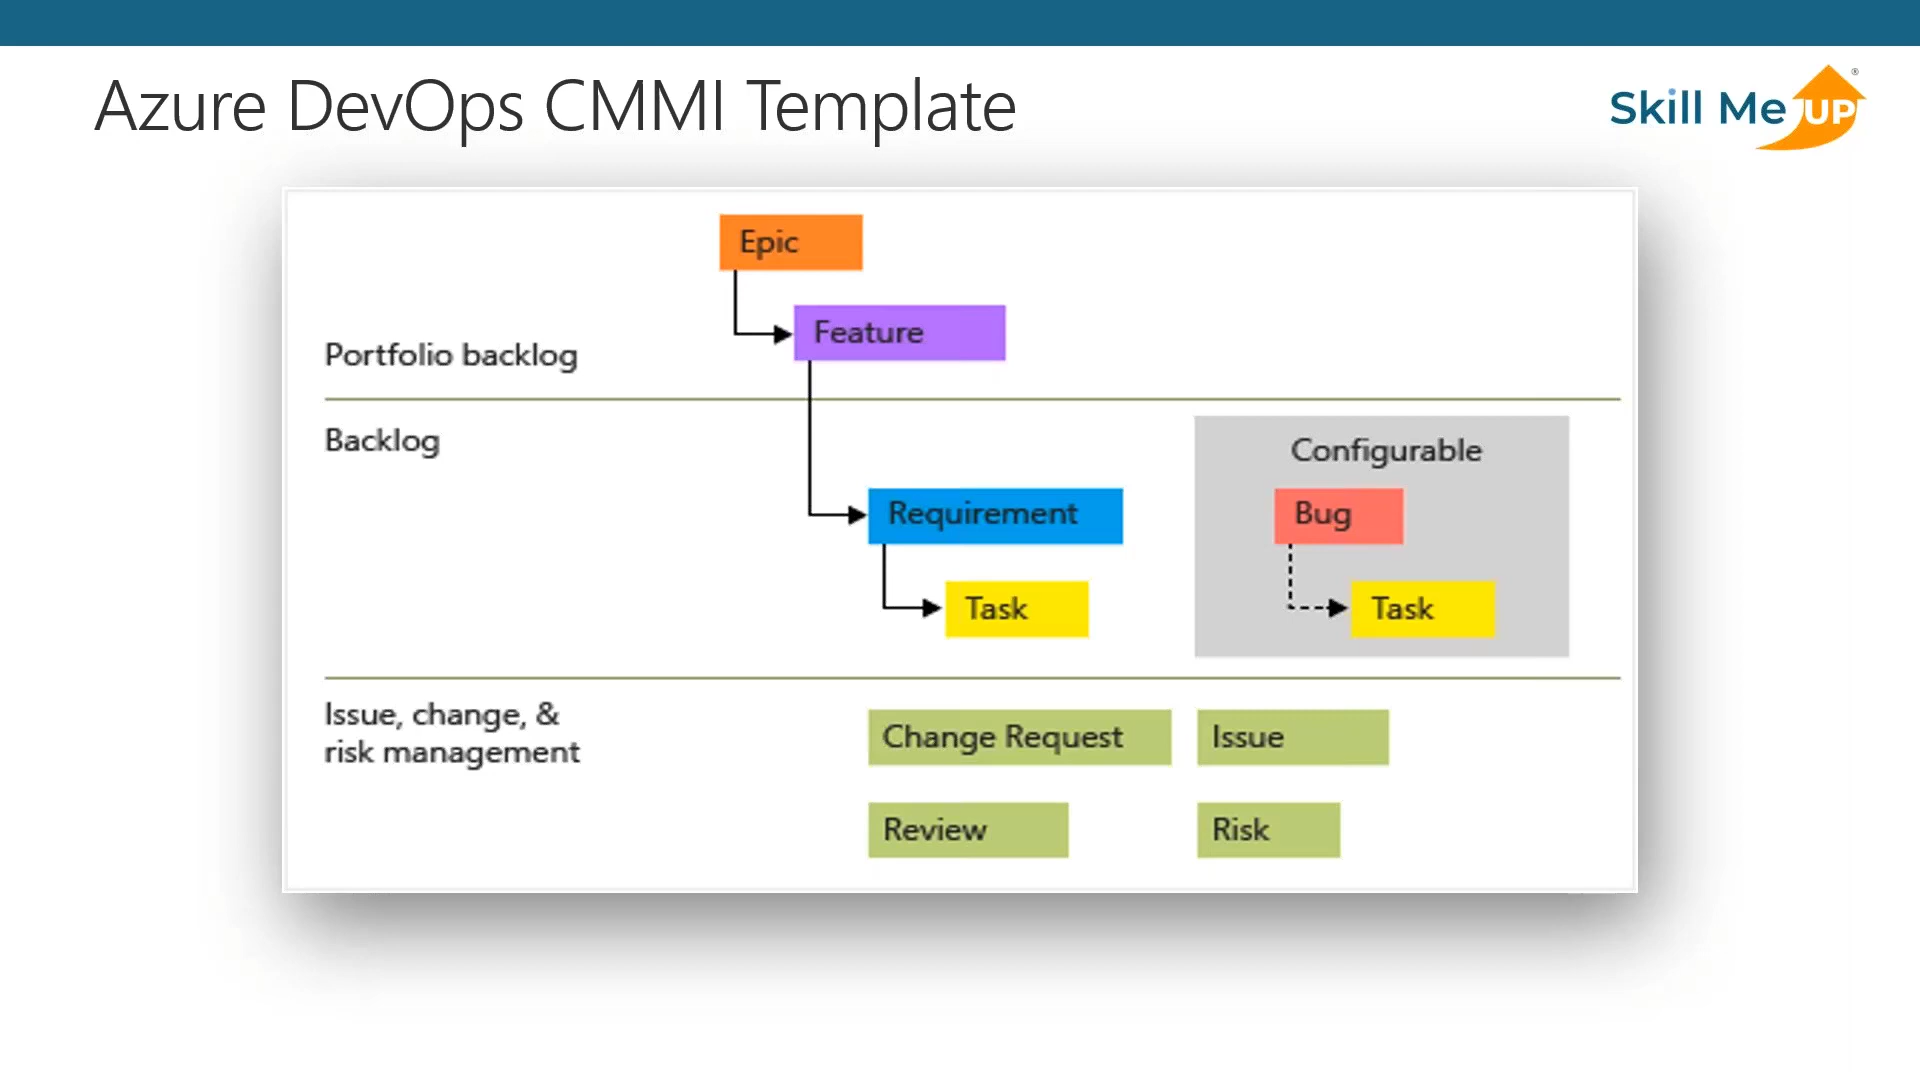 Azure DevOps CMMI Template
Skill Me UP®
Epic
Feature
Portfolio backlog
Backlog
Configurable
Requirement
Bug
Task
Task
Issue, change, &
risk management
Change Request
Issue
Review
Risk